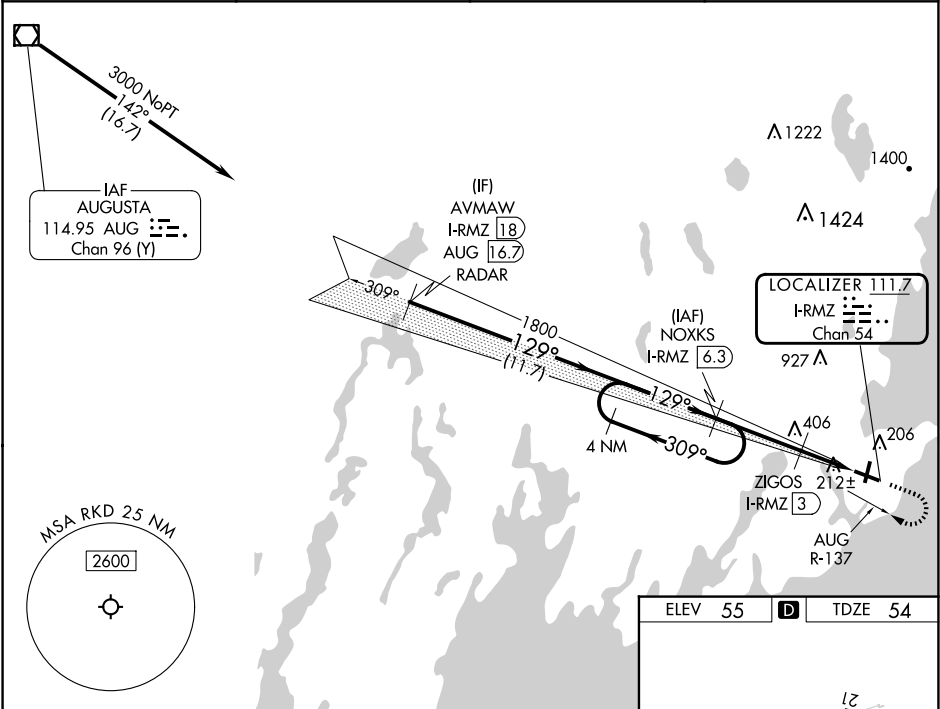 3000 NoPT
142°
(16.7)
IAF
AUGUSTA
114.95 AUG
Chan 96 (Y)
(IF)
AVMAW
I-RMZ 18
AUG 16.7
RADAR
1222
1400
1424
LOCALIZER 111.7
I-RMZ
Chan 54
309°
1800
129°
(11.7)
(IAF)
NOXKS
I-RMZ 6.3
927
129°
4 NM
309°
406
206
ZIGOS
I-RMZ 3
212±
AUG
R-137
MSA RKD 25 NM
2600
ELEV 55 D TDZE 54
21